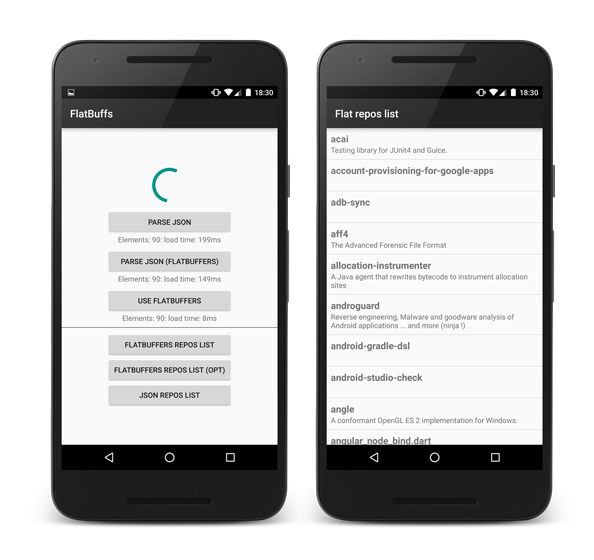 18:30
FlatBuffs
PARSE JSON
Elements: 90: load time: 199ms
PARSE JSON (FLATBUFFERS)
Elements: 90: load time: 149ms
USE FLATBUFFERS
Elements: 90: load time: 8ms
FLATBUFFERS REPOS LIST
FLATBUFFERS REPOS LIST (OPT)
JSON REPOS LIST
18:30
Flat repos list
acai
Testing library for JUnit4 and Guice.
account-provisioning-for-google-apps
adb-sync
aff4
The Advanced Forensic File Format
allocation-instrumenter
A Java agent that rewrites bytecode to instrument allocation
sites
androguard
Reverse engineering, Malware and goodware analysis of
Android applications ... and more (ninja !)
android-gradle-dsl
android-studio-check
angle
A conformant OpenGL ES 2 implementation for Windows.
angular_node_bind.dart